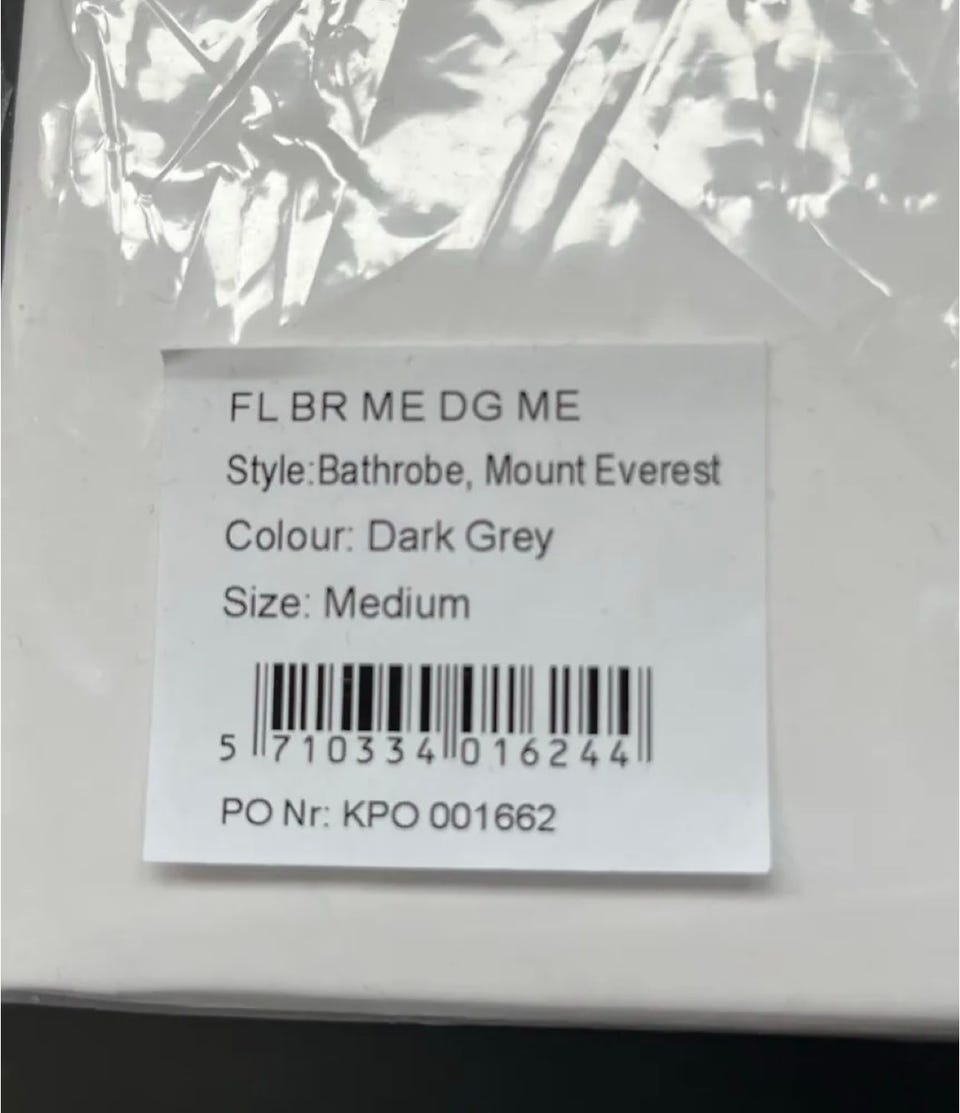 FL BR ME DG ME
Style:Bathrobe, Mount Everest
Colour: Dark Grey
Size: Medium
5 710334 016244
PO Nr: KPO 001662